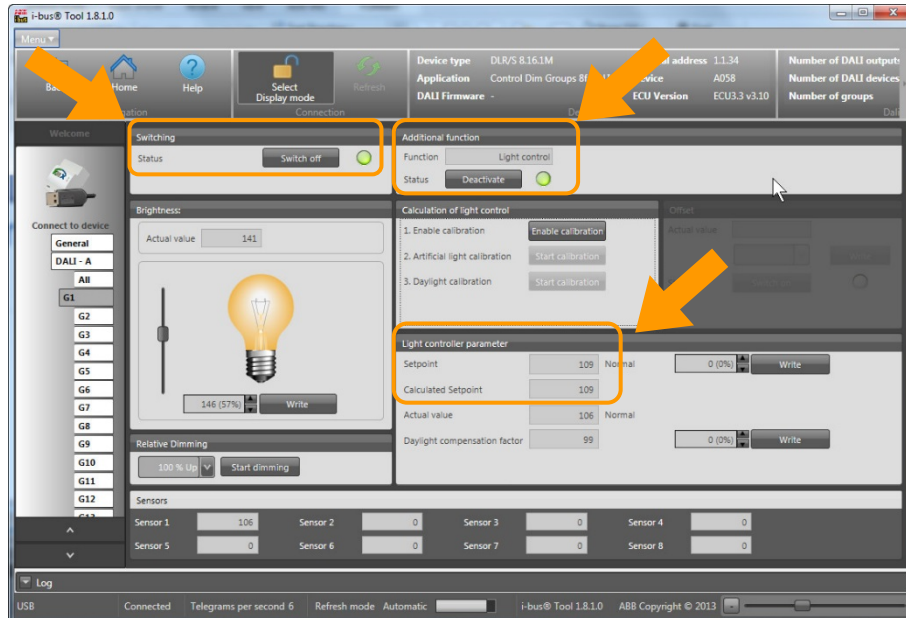 i-bus® Tool 1.8.1.0
Menu
Home
Help
Select
Display mode
Refresh
Connection
Device type DLR/S 8.16.1M
Application Control Dim Groups
DALI Firmware -
address 1.1.34
A058
ECU Version ECU3.3 v3.10
Number of DALI outputs
Number of DALI devices
Number of groups
Welcome
Connect to device
General
DALI - A
All
G1
G2
G3
G4
G5
G6
G7
G8
G9
G10
G11
G12
Switching
Status Switch off
Additional function
Function Light control
Status Deactivate
Brightness:
Actual value 141
146 (57%) Write
Relative Dimming
100 % Up Start dimming
Calculation of light control
1. Enable calibration Enable calibration
2. Artificial light calibration Start calibration
3. Daylight calibration Start calibration
Offset
Actual value
Light controller parameter
Setpoint 109 Normal 0 (0%) Write
Calculated Setpoint 109
Actual value 106 Normal
Daylight compensation factor 99 0 (0%) Write
Sensors
Sensor 1 106 Sensor 2 0 Sensor 3 0 Sensor 4 0
Sensor 5 0 Sensor 6 0 Sensor 7 0 Sensor 8 0
Log
USB Connected Telegrams per second 6 Refresh mode Automatic i-bus® Tool 1.8.1.0 ABB Copyright © 2013